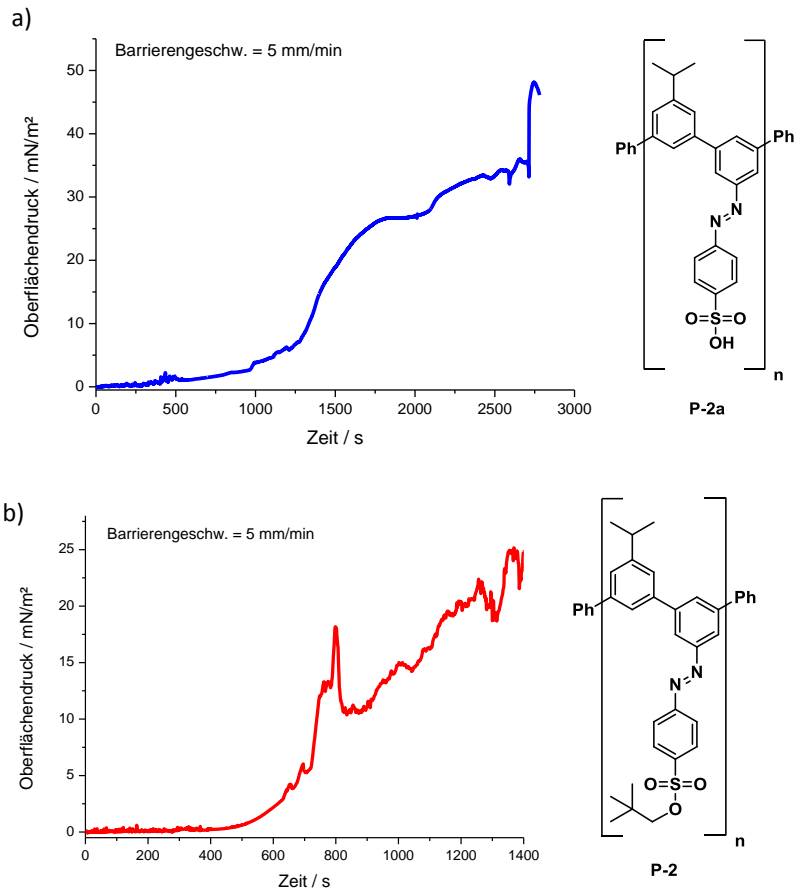 a)
Barrierengeschw. = 5 mm/min
Oberflächendruck / mN/m²
50
40
30
20
10
0
0 500 1000 1500 2000 2500 3000
Zeit / s
Ph Ph
N
N
O S O
OH
n
P-2a
b)
Barrierengeschw. = 5 mm/min
Oberflächendruck / mN/m²
25
20
15
10
5
0
0 200 400 600 800 1000 1200 1400
Zeit / s
Ph Ph
N
N
O S O
O
n
P-2